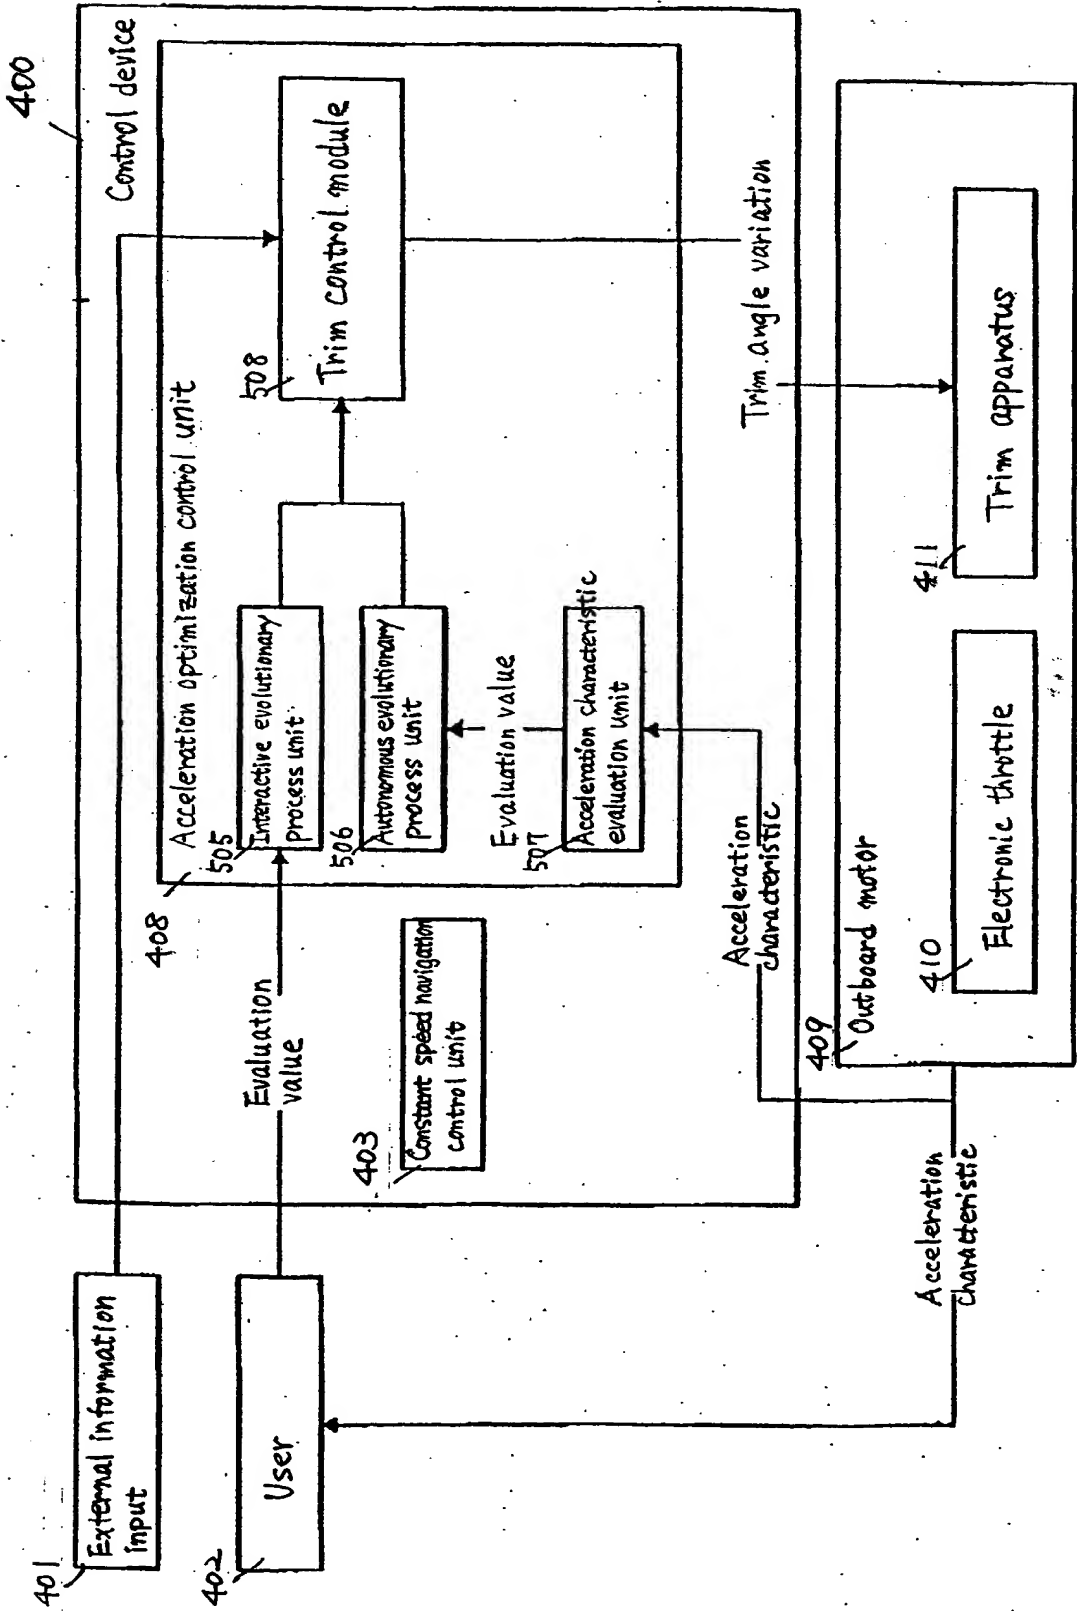 400
Control device
Acceleration optimization control unit
408
505
Interactive evolutionary
process unit
506
Autonomous evolutionary
process unit
Evaluation value
507
Acceleration characteristic
evaluation unit
508
Trim control module
401
External information
input
402
User
Evaluation
value
403
Constant speed navigation
control unit
Acceleration
characteristic
Trim angle variation
409
Outboard motor
410
Electronic throttle
411
Trim apparatus
Acceleration
characteristic